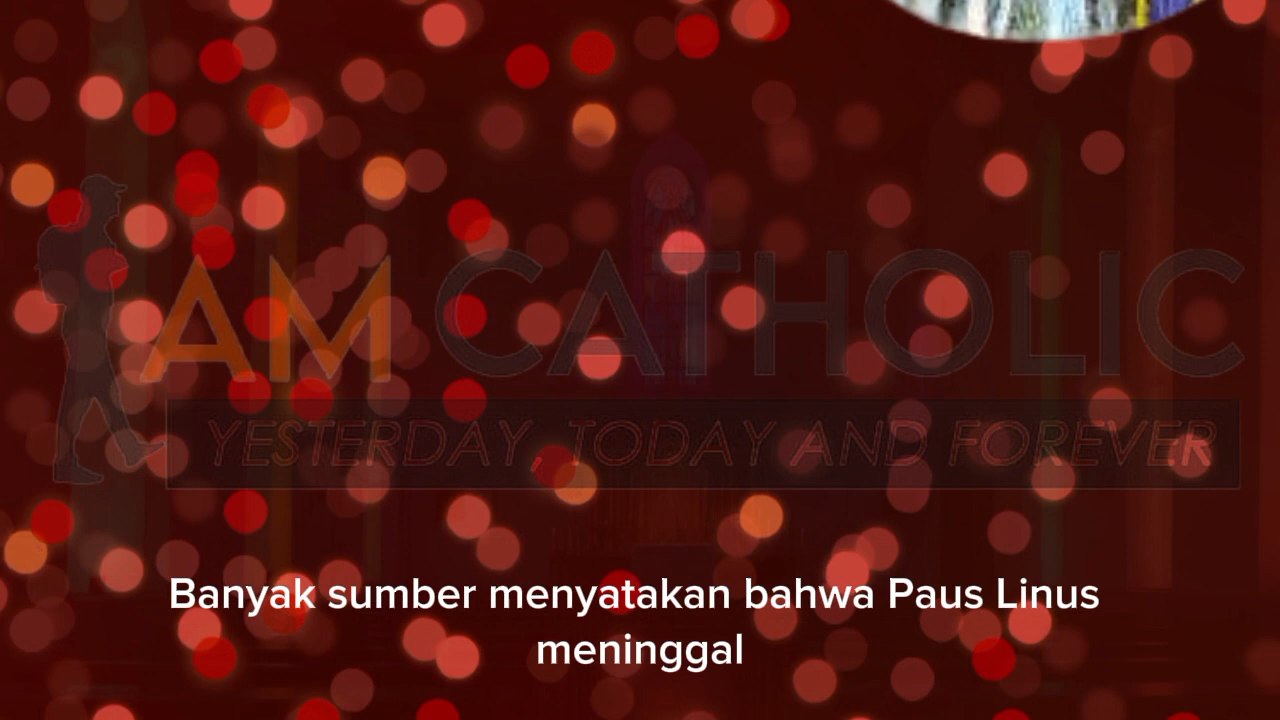 AM CATHOLIC
YESTERDAY TODAY AND FOREVER
Banyak sumber menyatakan bahwa Paus Linus
meninggal